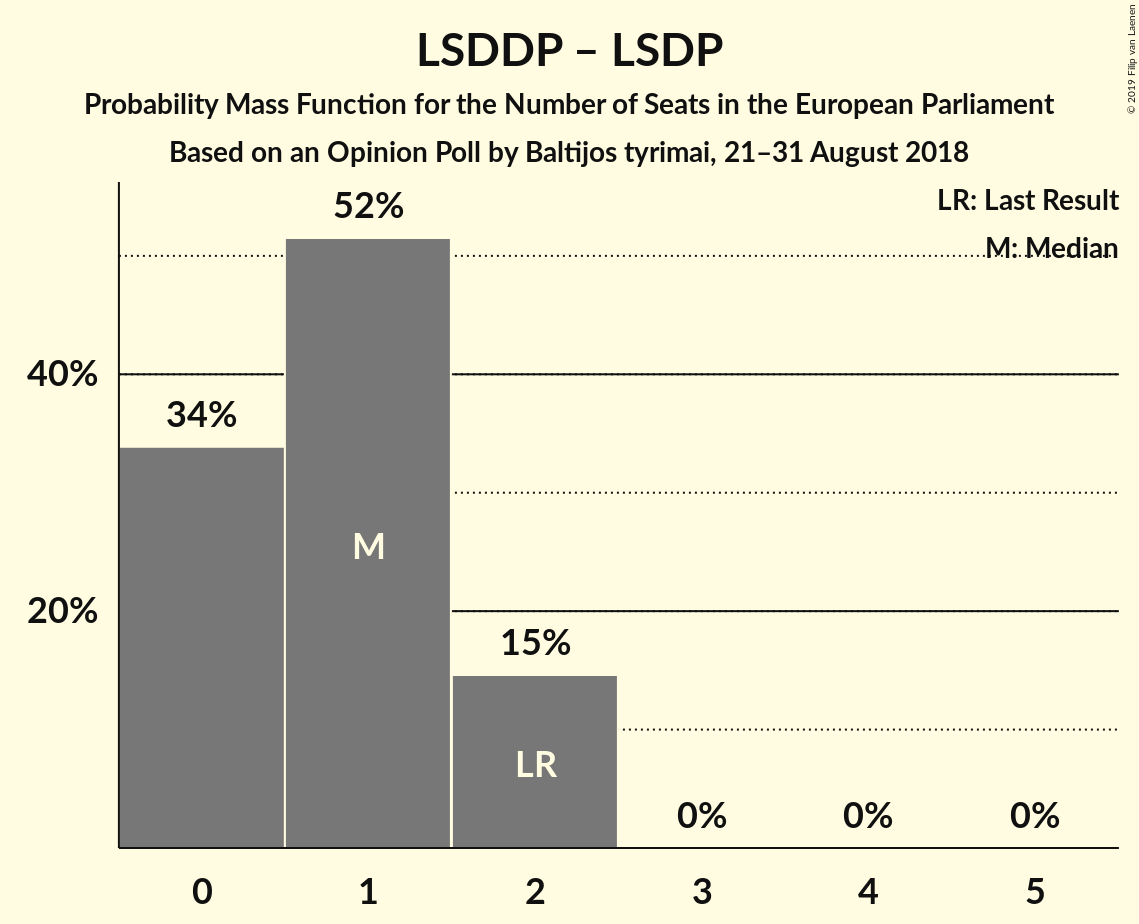 LSDDP – LSDP
Probability Mass Function for the Number of Seats in the European Parliament
Based on an Opinion Poll by Baltijos tyrimai, 21–31 August 2018
© 2019 Filip van Laenen
LR: Last Result
M: Median
52%
40%
34%
M
20%
15%
LR
0% 0% 0%
0 1 2 3 4 5